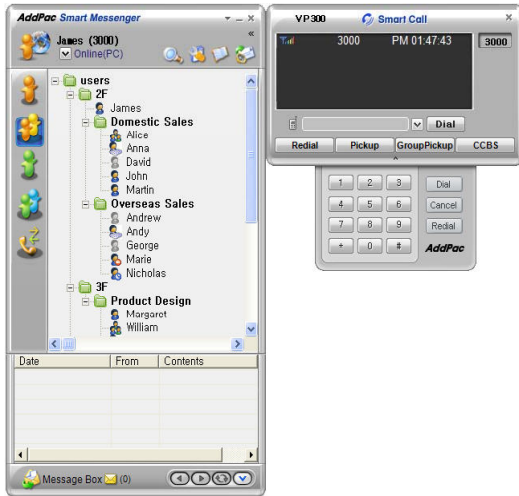 AddPac Smart Messenger
James (3000)
Online(PC)
users
2F
James
Domestic Sales
Alice
Anna
David
John
Martin
Overseas Sales
Andrew
Andy
George
Marie
Nicholas
3F
Product Design
Margaret
William
Date From Contents
Message Box (0)
VP300 Smart Call
3000 PM 01:47:43 3000
Dial
Redial Pickup GroupPickup CCBS
1 2 3 Dial
4 5 6 Cancel
7 8 9 Redial
* 0 # AddPac